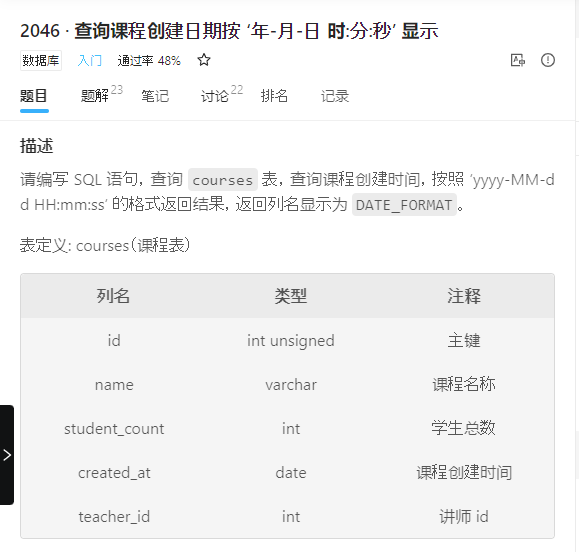 2046 · 查询课程创建日期按 ‘年-月-日 时:分:秒’ 显示
数据库 入门 通过率 48%
题目 题解23 笔记 讨论22 排名 记录
描述
请编写 SQL 语句, 查询 courses 表, 查询课程创建时间, 按照 ‘yyyy-MM-d
d HH:mm:ss’ 的格式返回结果, 返回列名显示为 DATE_FORMAT。
表定义: courses(课程表)
列名 类型 注释
id int unsigned 主键
name varchar 课程名称
student_count int 学生总数
created_at date 课程创建时间
teacher_id int 讲师 id